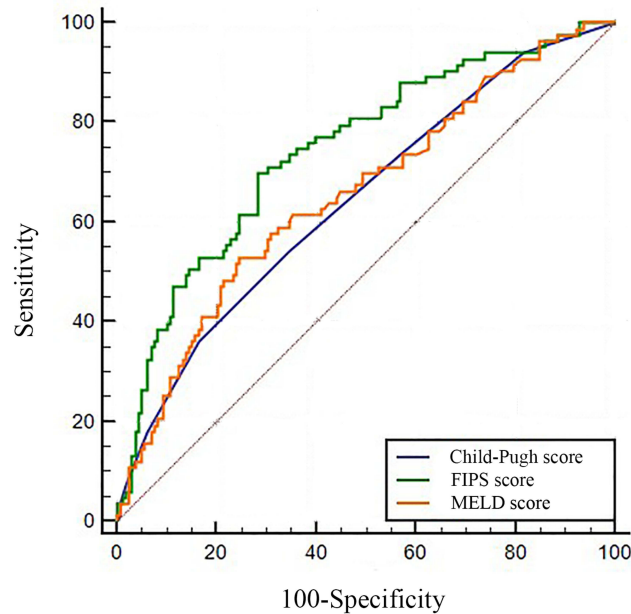 100
80
60
40
20
0
Sensitivity
Child-Pugh score
FIPS score
MELD score
0 20 40 60 80 100
100-Specificity